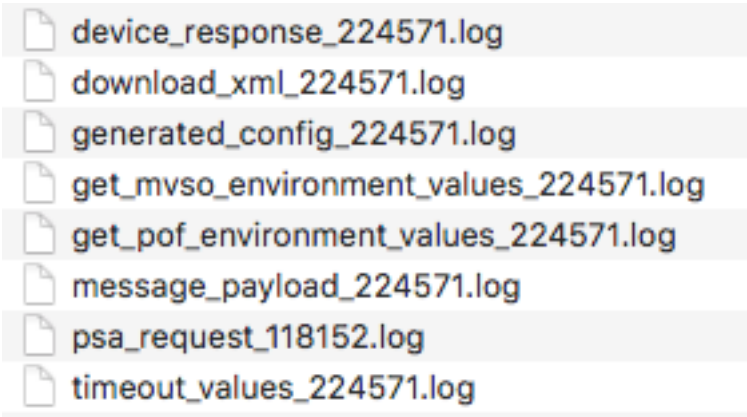 device_response_224571.log
download_xml_224571.log
generated_config_224571.log
get_mvso_environment_values_224571.log
get_pof_environment_values_224571.log
message_payload_224571.log
psa_request_118152.log
timeout_values_224571.log